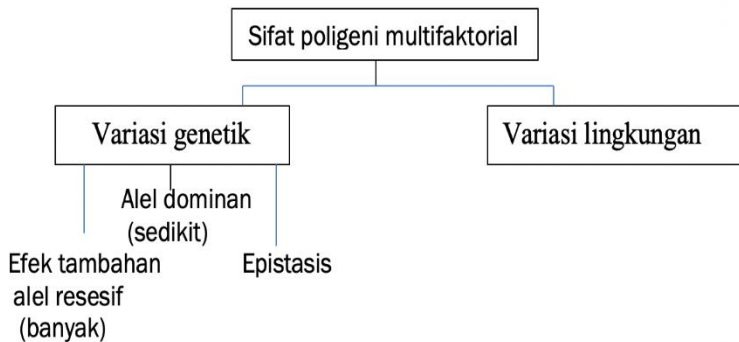 Sifat poligeni multifaktorial
Variasi genetik
Variasi lingkungan
Alel dominan
(sedikit)
Efek tambahan
alel resesif
(banyak)
Epistasis